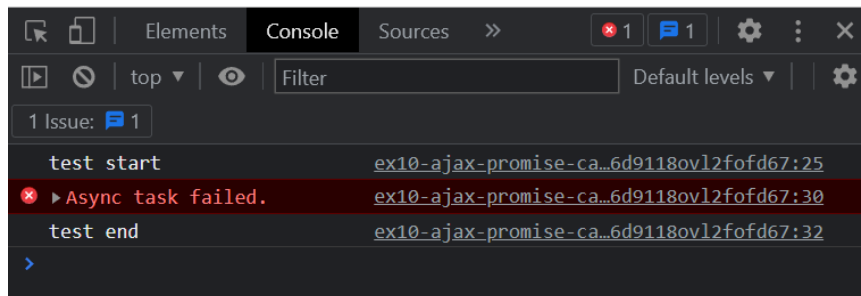 Elements Console Sources » 1 1
top ▼ Filter Default levels ▼
1 Issue: 1
test start ex10-ajax-promise-ca…6d9118ovl2fofd67:25
▶Async task failed. ex10-ajax-promise-ca…6d9118ovl2fofd67:30
test end ex10-ajax-promise-ca…6d9118ovl2fofd67:32
>